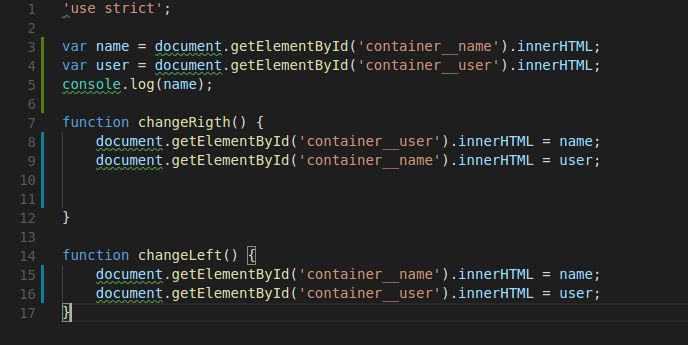 1 'use strict';
2
3 var name = document.getElementById('container__name').innerHTML;
4 var user = document.getElementById('container__user').innerHTML;
5 console.log(name);
6
7 function changeRigth() {
8     document.getElementById('container__user').innerHTML = name;
9     document.getElementById('container__name').innerHTML = user;
10
11
12 }
13
14 function changeLeft() {
15     document.getElementById('container__name').innerHTML = name;
16     document.getElementById('container__user').innerHTML = user;
17 }